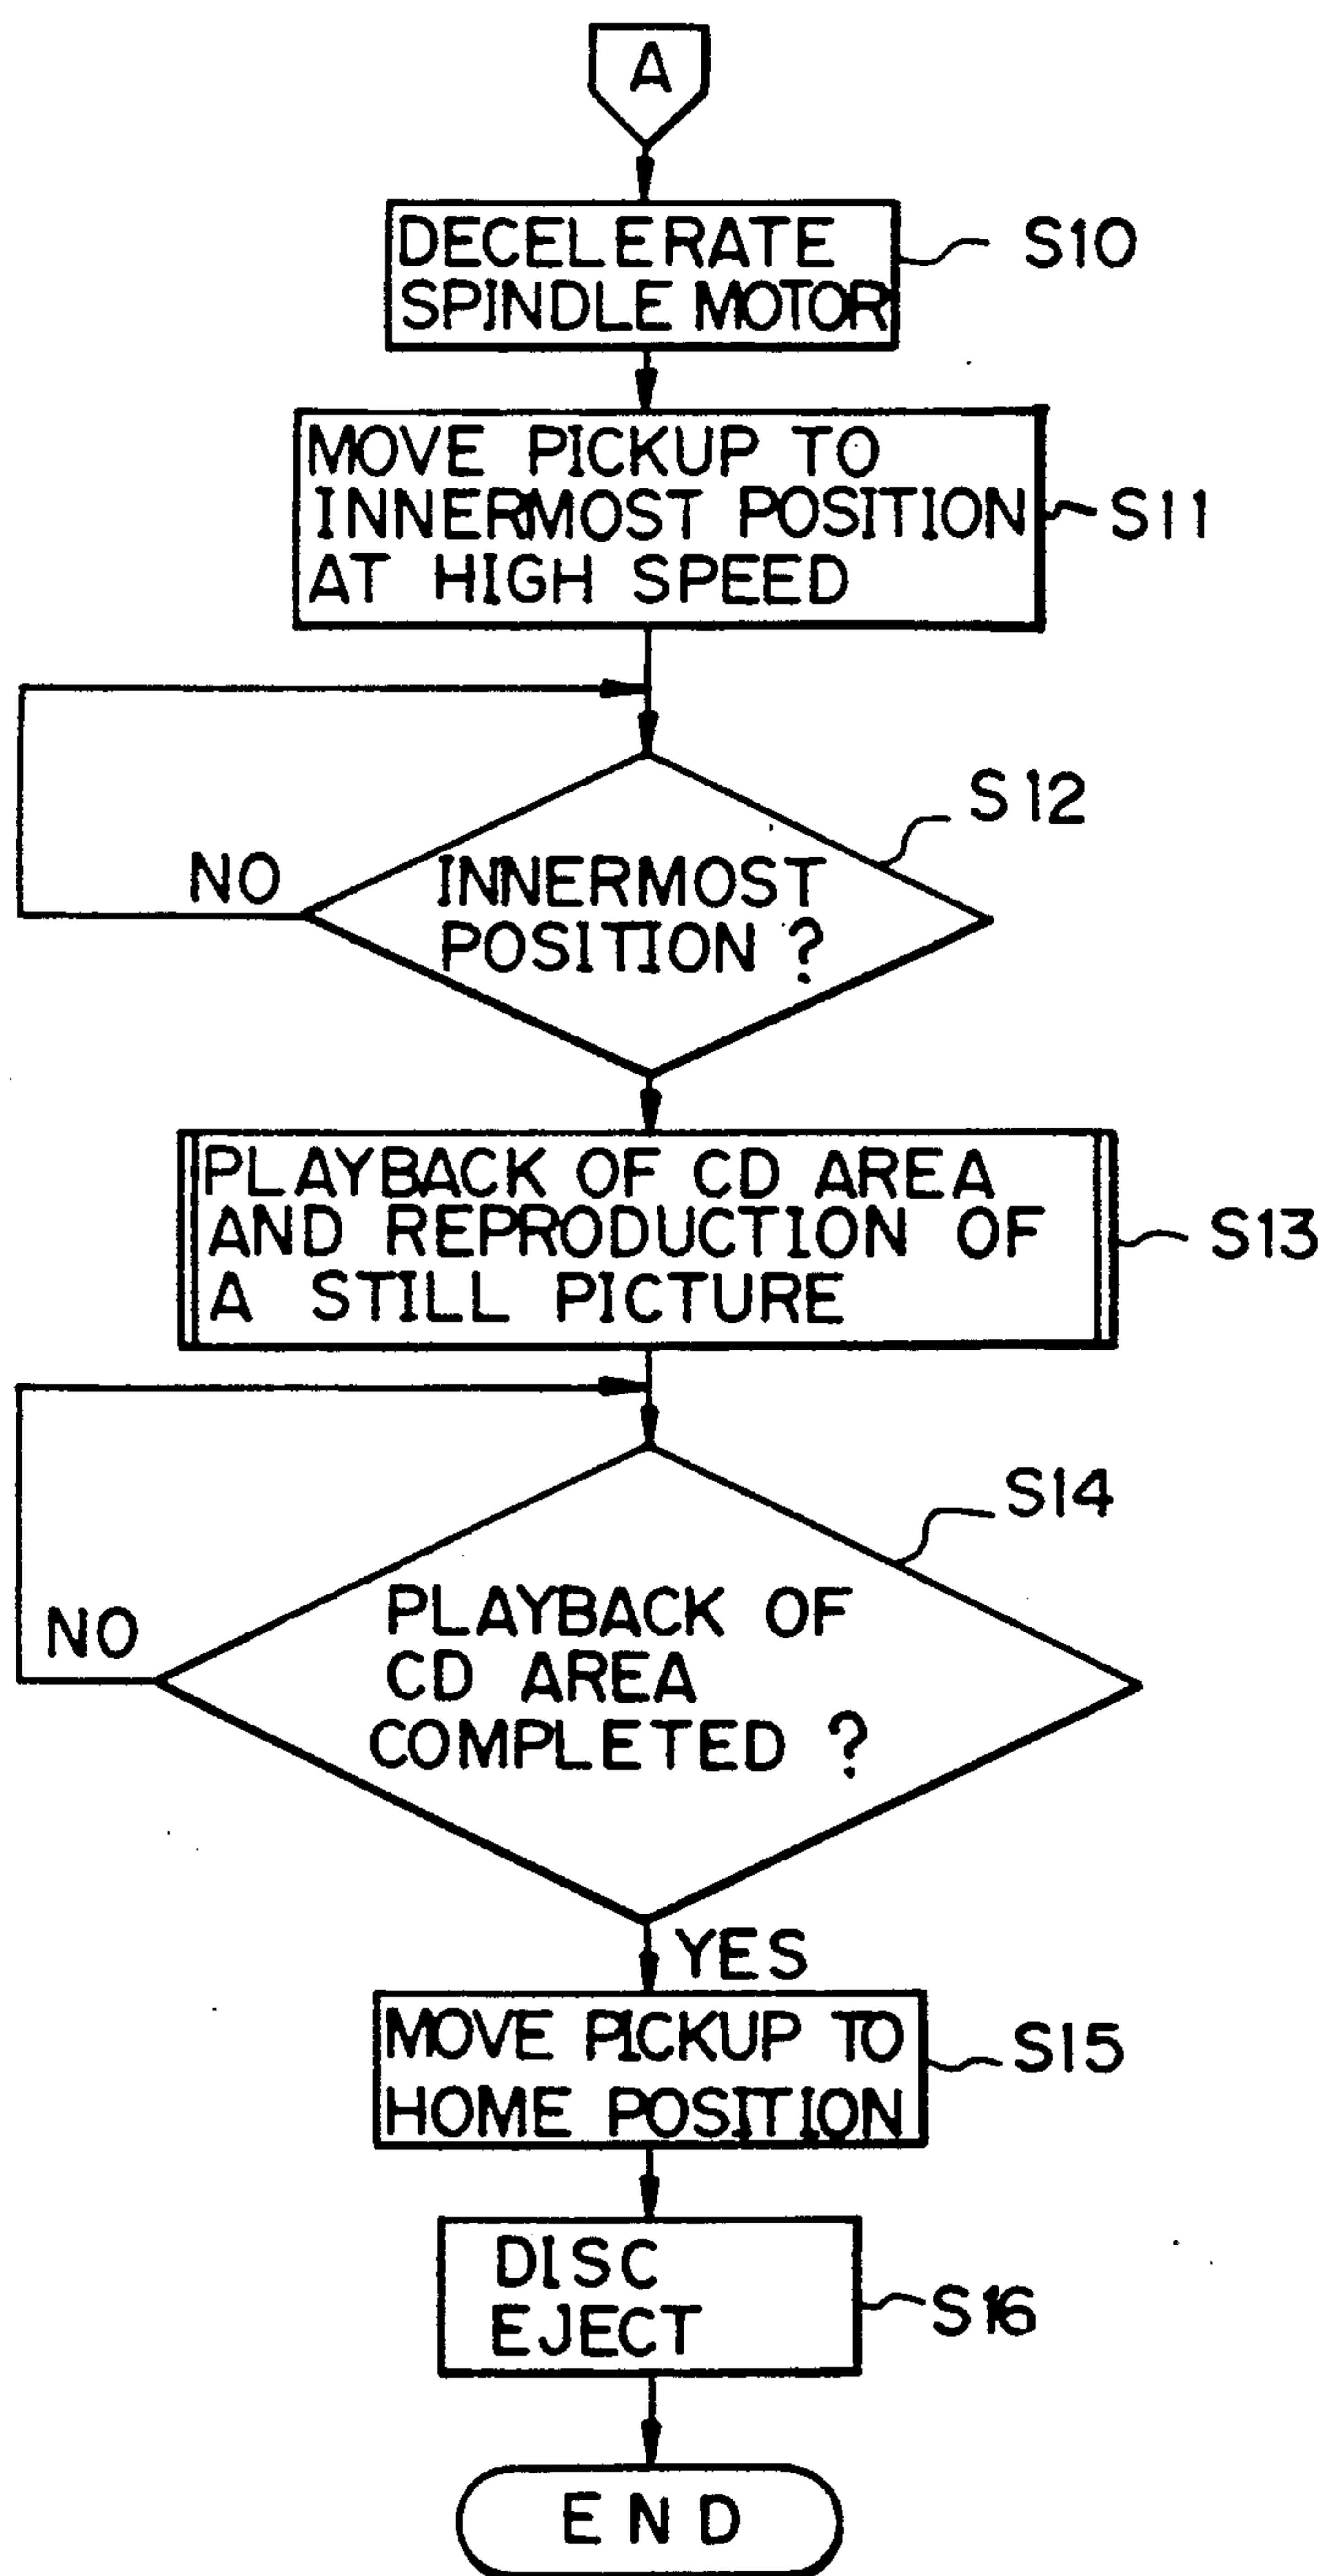 A
DECELERATE
SPINDLE MOTOR
S10
MOVE PICKUP TO
INNERMOST POSITION
AT HIGH SPEED
S11
S12
NO
INNERMOST
POSITION ?
PLAYBACK OF CD AREA
AND REPRODUCTION OF
A STILL PICTURE
S13
S14
NO
PLAYBACK OF
CD AREA
COMPLETED ?
YES
MOVE PICKUP TO
HOME POSITION
S15
DISC
EJECT
S16
END